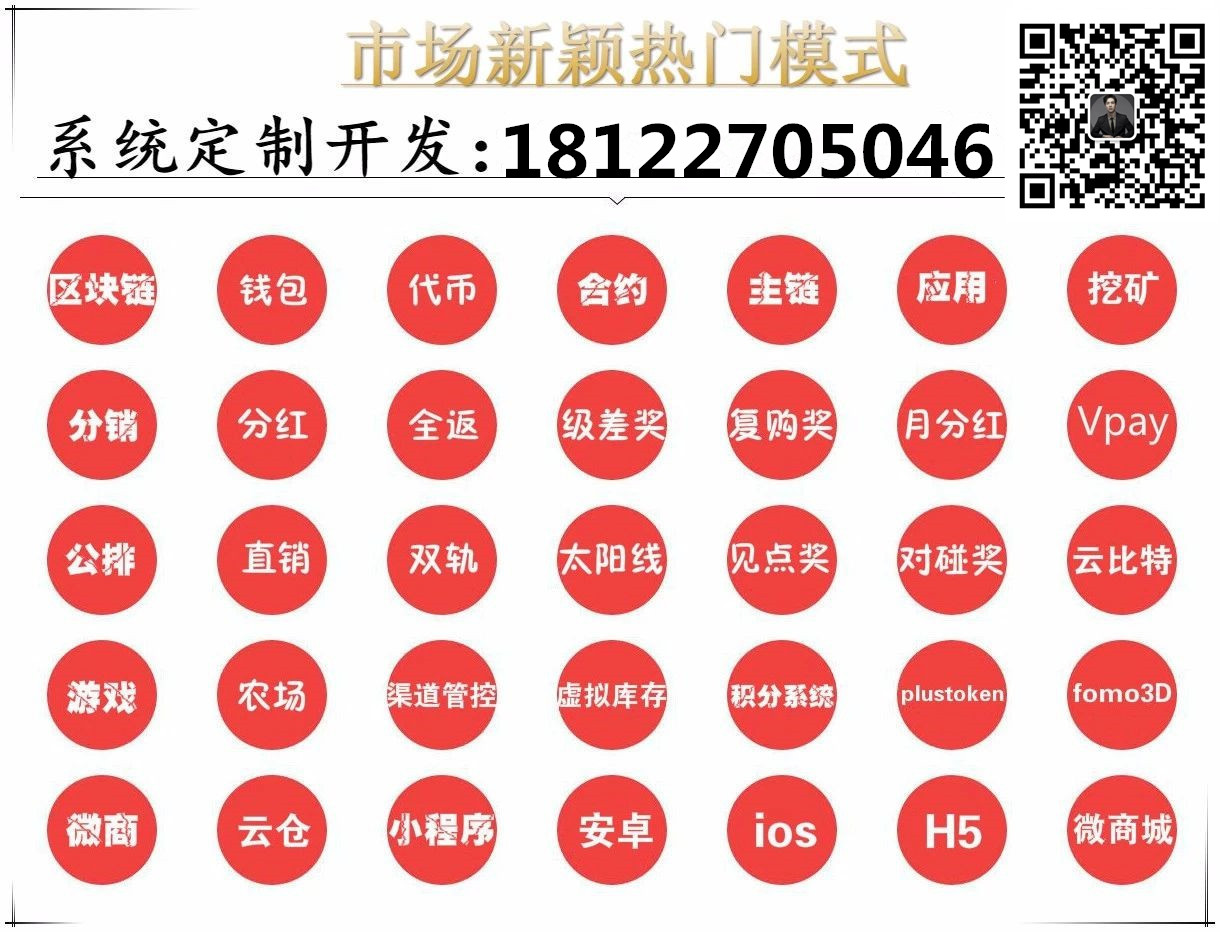 市场新颖热门模式
系统定制开发:18122705046
区块链 钱包 代币 合约 主链 应用 挖矿
分销 分红 全返 级差奖 复购奖 月分红 Vpay
公排 直销 双轨 太阳线 见点奖 对碰奖 云比特
游戏 农场 渠道管控 虚拟库存 积分系统 plustoken fomo3D
微商 云仓 小程序 安卓 ios H5 微商城